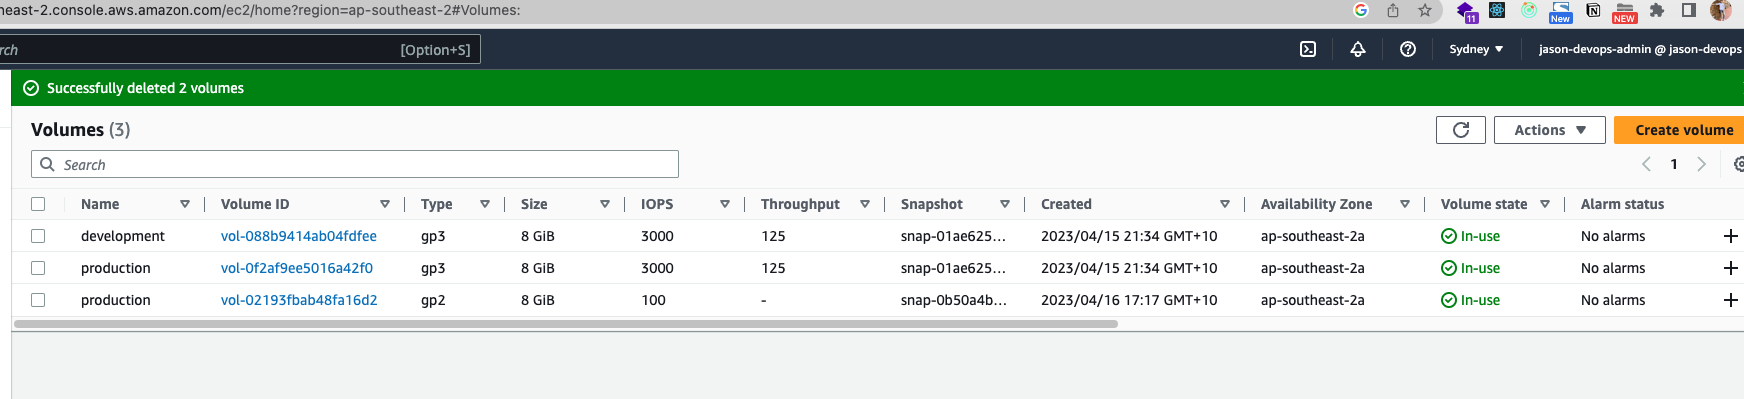 east-2.console.aws.amazon.com/ec2/home?region=ap-southeast-2#Volumes:
11 New NEW
rch [Option+S] Sydney jason-devops-admin @ jason-devops
Successfully deleted 2 volumes
Volumes (3) Actions Create volume
Search 1
Name Volume ID Type Size IOPS Throughput Snapshot Created Availability Zone Volume state Alarm status
development vol-088b9414ab04fdfee gp3 8 GiB 3000 125 snap-01ae625... 2023/04/15 21:34 GMT+10 ap-southeast-2a In-use No alarms
production vol-0f2af9ee5016a42f0 gp3 8 GiB 3000 125 snap-01ae625... 2023/04/15 21:34 GMT+10 ap-southeast-2a In-use No alarms
production vol-02193fbab48fa16d2 gp2 8 GiB 100 - snap-0b50a4b... 2023/04/16 17:17 GMT+10 ap-southeast-2a In-use No alarms